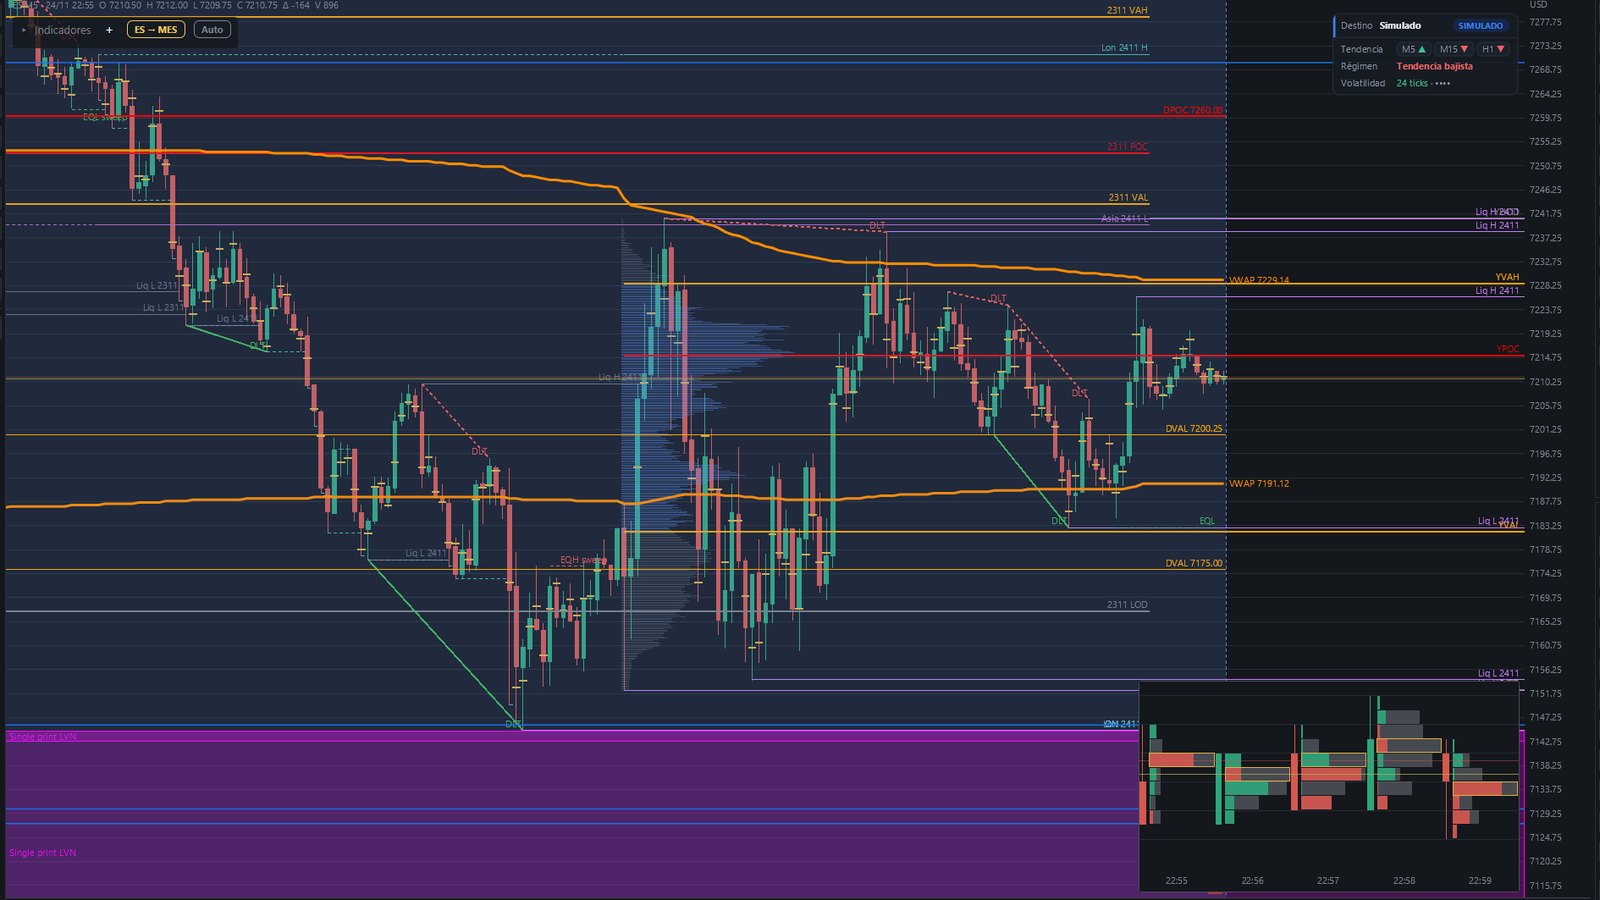 24/11 22:55 O 7210.50 H 7212.00 L 7209.75 C 7210.75 Δ -164 V 896
Indicadores + ES → MES Auto
Destino Simulado SIMULADO
Tendencia M5 ▲ M15 ▼ H1 ▼
Régimen Tendencia bajista
Volatilidad 24 ticks
USD
2311 VAH
Lon 2411 H
EQL sweep
DPOC 7260.00
2311 POC
2311 VAL
Asia 2411 L
DLT
Liq H 2411
Liq H 2411
VWAP 7229.14
YVAH
Liq H 2411
Liq L 2311
Liq L 2311
DLT
DLT
YPOC
Liq H 2411
DLT
DVAL 7200.25
DLT
VWAP 7191.12
DLT
EQL
Liq L 2411
Liq L 2411
EQH sweep
DVAL 7175.00
2311 LOD
Liq L 2411
DLT
Single print LVN
Single print LVN
7277.75
7273.25
7268.75
7264.25
7259.75
7255.25
7250.75
7246.25
7241.75
7237.25
7232.75
7228.25
7223.75
7219.25
7214.75
7210.25
7205.75
7201.25
7196.75
7192.25
7187.75
7183.25
7178.75
7174.25
7169.75
7165.25
7160.75
7156.25
7151.75
7147.25
7142.75
7138.25
7133.75
7129.25
7124.75
7120.25
7115.75
22:55 22:56 22:57 22:58 22:59